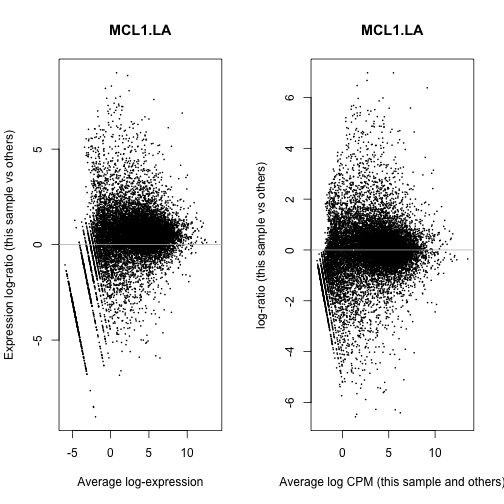 MCL1.LA
Expression log-ratio (this sample vs others)
5
0
-5
-5 0 5 10
Average log-expression
MCL1.LA
log-ratio (this sample vs others)
6
4
2
0
-2
-4
-6
0 5 10
Average log CPM (this sample and others)